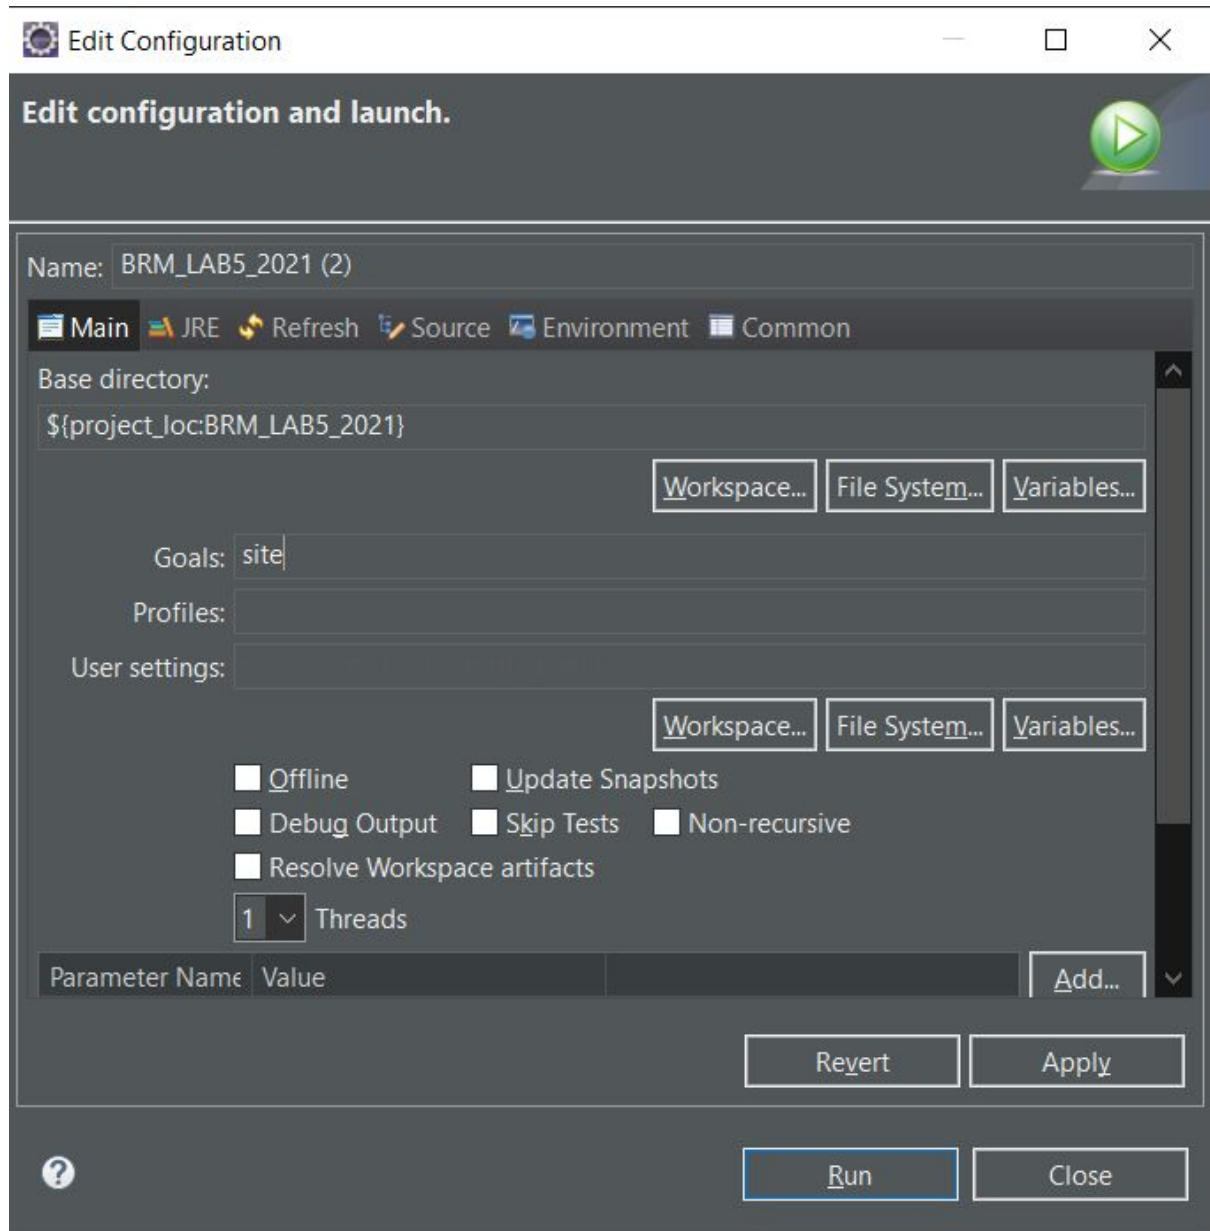 Edit Configuration
Edit configuration and launch.
Name: BRM_LAB5_2021 (2)
Main JRE Refresh Source Environment Common
Base directory:
${project_loc:BRM_LAB5_2021}
Workspace... File System... Variables...
Goals: site
Profiles:
User settings:
Workspace... File System... Variables...
Offline Update Snapshots
Debug Output Skip Tests Non-recursive
Resolve Workspace artifacts
1 Threads
Parameter Name Value Add...
Revert Apply
? Run Close